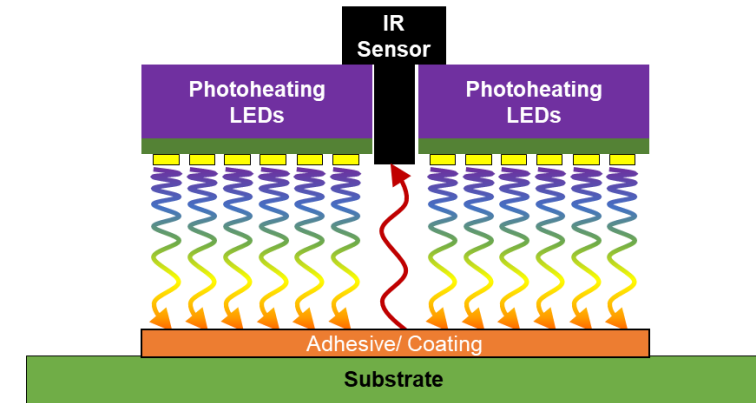 IR
Sensor
Photoheating
LEDs
Photoheating
LEDs
Adhesive/ Coating
Substrate